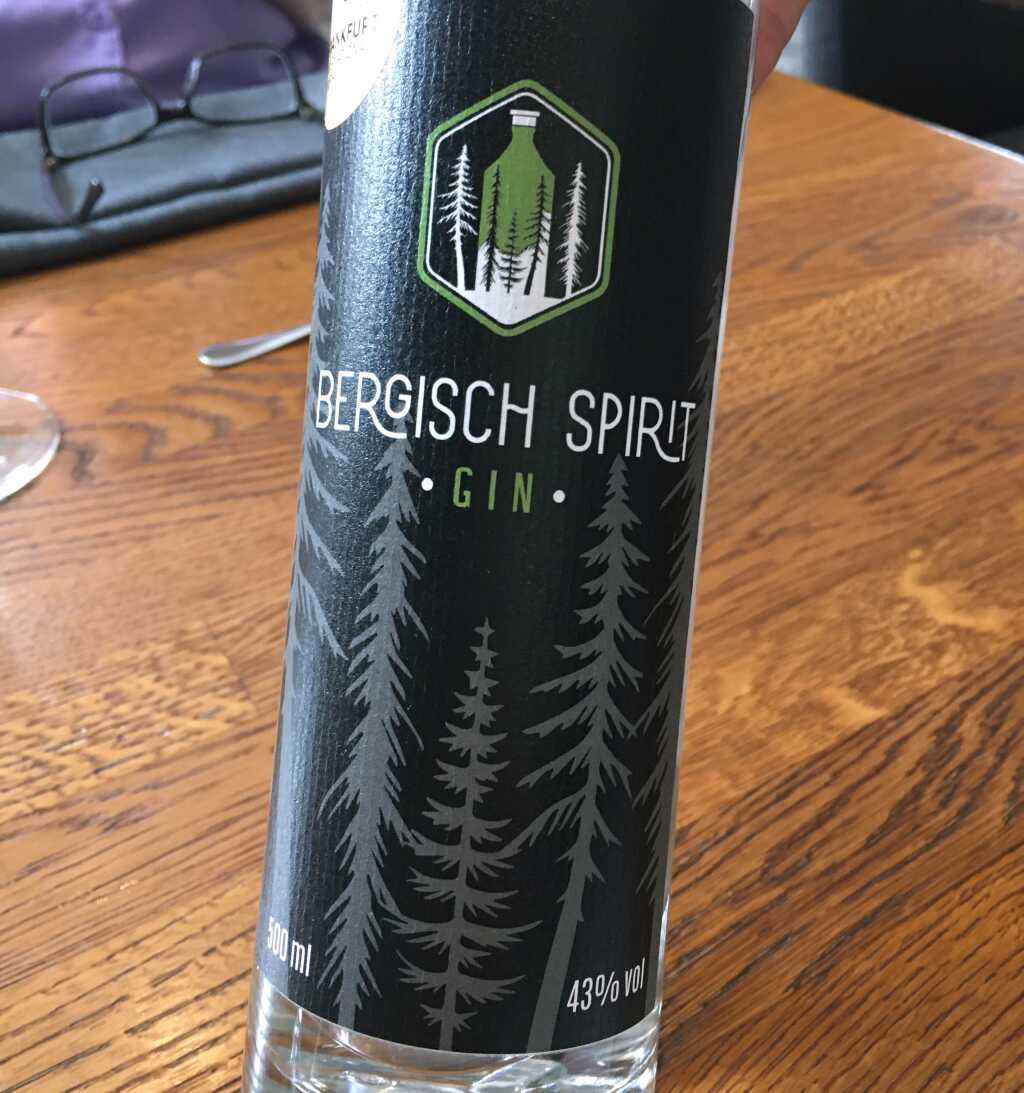 BERGISCH SPIRIT
• GIN •
500 ml
43% vol